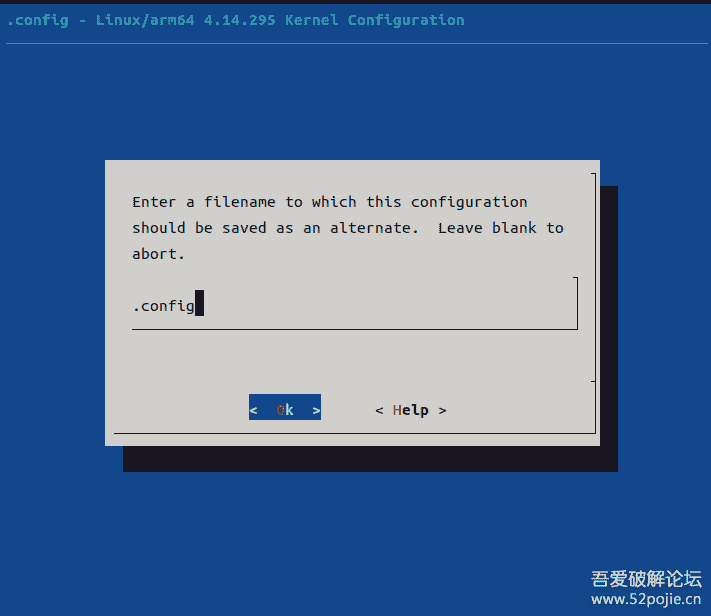 .config - Linux/arm64 4.14.295 Kernel Configuration
Enter a filename to which this configuration
should be saved as an alternate.  Leave blank to
abort.
.config
<  Ok  >      < Help >
吾爱破解论坛
www.52pojie.cn